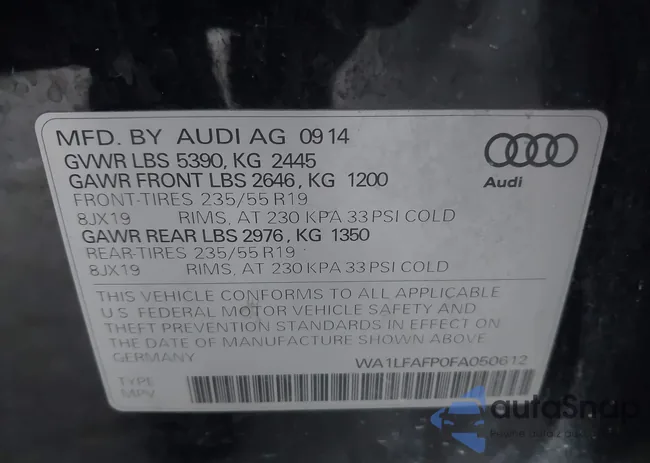 MFD. BY AUDI AG 09 14
GVWR LBS 5390, KG 2445
GAWR FRONT LBS 2646, KG 1200
FRONT-TIRES 235/55 R19
8JX19 RIMS, AT 230 KPA 33 PSI COLD
GAWR REAR LBS 2976, KG 1350
REAR-TIRES 235/55 R19
8JX19 RIMS, AT 230 KPA 33 PSI COLD
Audi
THIS VEHICLE CONFORMS TO ALL APPLICABLE
U.S. FEDERAL MOTOR VEHICLE SAFETY AND
THEFT PREVENTION STANDARDS IN EFFECT ON
THE DATE OF MANUFACTURE SHOWN ABOVE.
GERMANY WA1LFAFP0FA050612
TYPE:
MPV
autoSnap